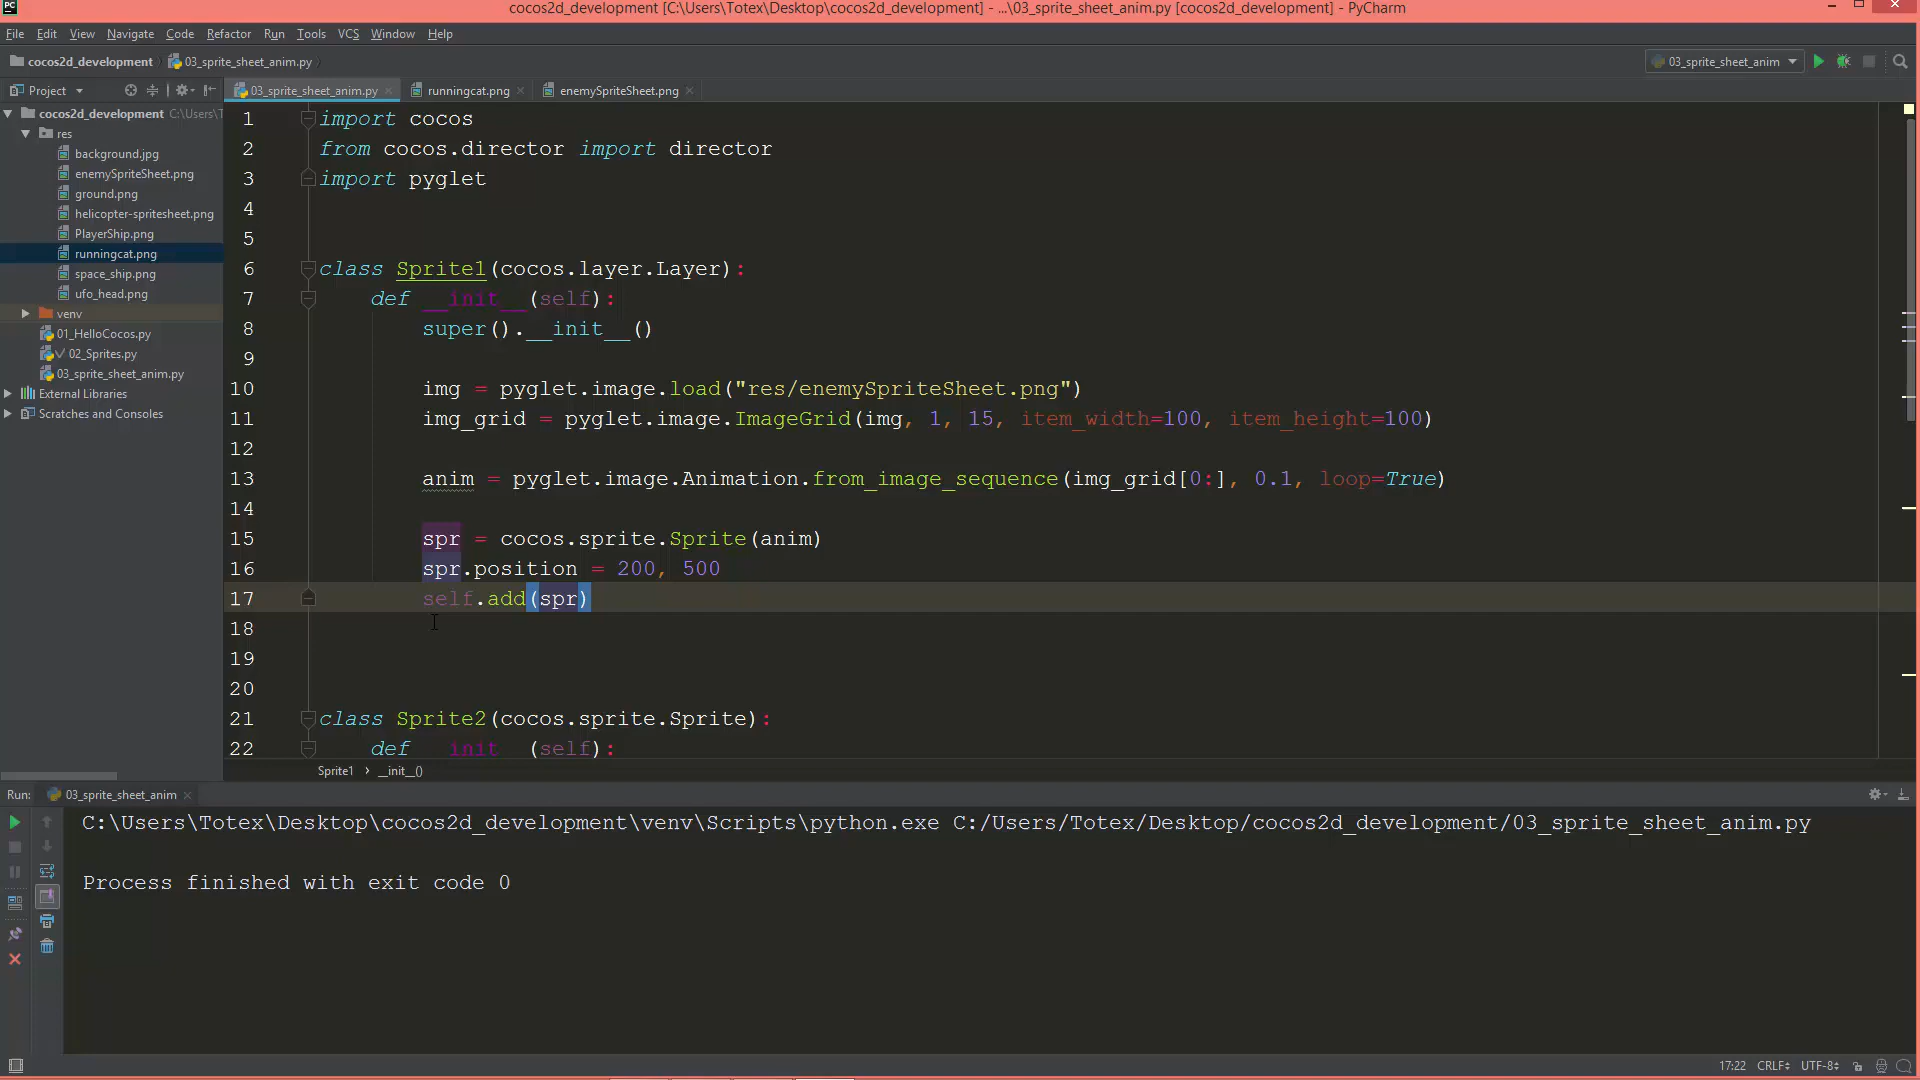 PC cocos2d_development [C:\Users\Totex\Desktop\cocos2d_development] - ...\03_sprite_sheet_anim.py [cocos2d_development] - PyCharm
File Edit View Navigate Code Refactor Run Tools VCS Window Help
cocos2d_development 03_sprite_sheet_anim.py 03_sprite_sheet_anim
Project 03_sprite_sheet_anim.py runningcat.png enemySpriteSheet.png
cocos2d_development C:\Users\T
res
background.jpg
enemySpriteSheet.png
ground.png
helicopter-spritesheet.png
PlayerShip.png
runningcat.png
space_ship.png
ufo_head.png
venv
01_HelloCocos.py
02_Sprites.py
03_sprite_sheet_anim.py
External Libraries
Scratches and Consoles
1 import cocos
2 from cocos.director import director
3 import pyglet
4
5
6 class Sprite1(cocos.layer.Layer):
7 def __init__(self):
8 super().__init__()
9
10 img = pyglet.image.load("res/enemySpriteSheet.png")
11 img_grid = pyglet.image.ImageGrid(img, 1, 15, item_width=100, item_height=100)
12
13 anim = pyglet.image.Animation.from_image_sequence(img_grid[0:], 0.1, loop=True)
14
15 spr = cocos.sprite.Sprite(anim)
16 spr.position = 200, 500
17 self.add(spr)
18
19
20
21 class Sprite2(cocos.sprite.Sprite):
22 def __init__(self):
Sprite1 › __init__()
Run: 03_sprite_sheet_anim
C:\Users\Totex\Desktop\cocos2d_development\venv\Scripts\python.exe C:/Users/Totex/Desktop/cocos2d_development/03_sprite_sheet_anim.py
Process finished with exit code 0
17:22 CRLF UTF-8